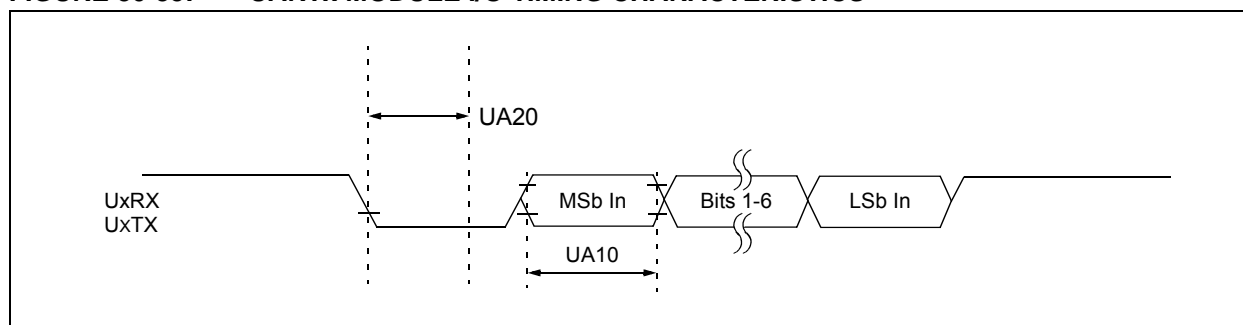 UA20
UxRX
UxTX
MSb In
Bits 1-6
LSb In
UA10